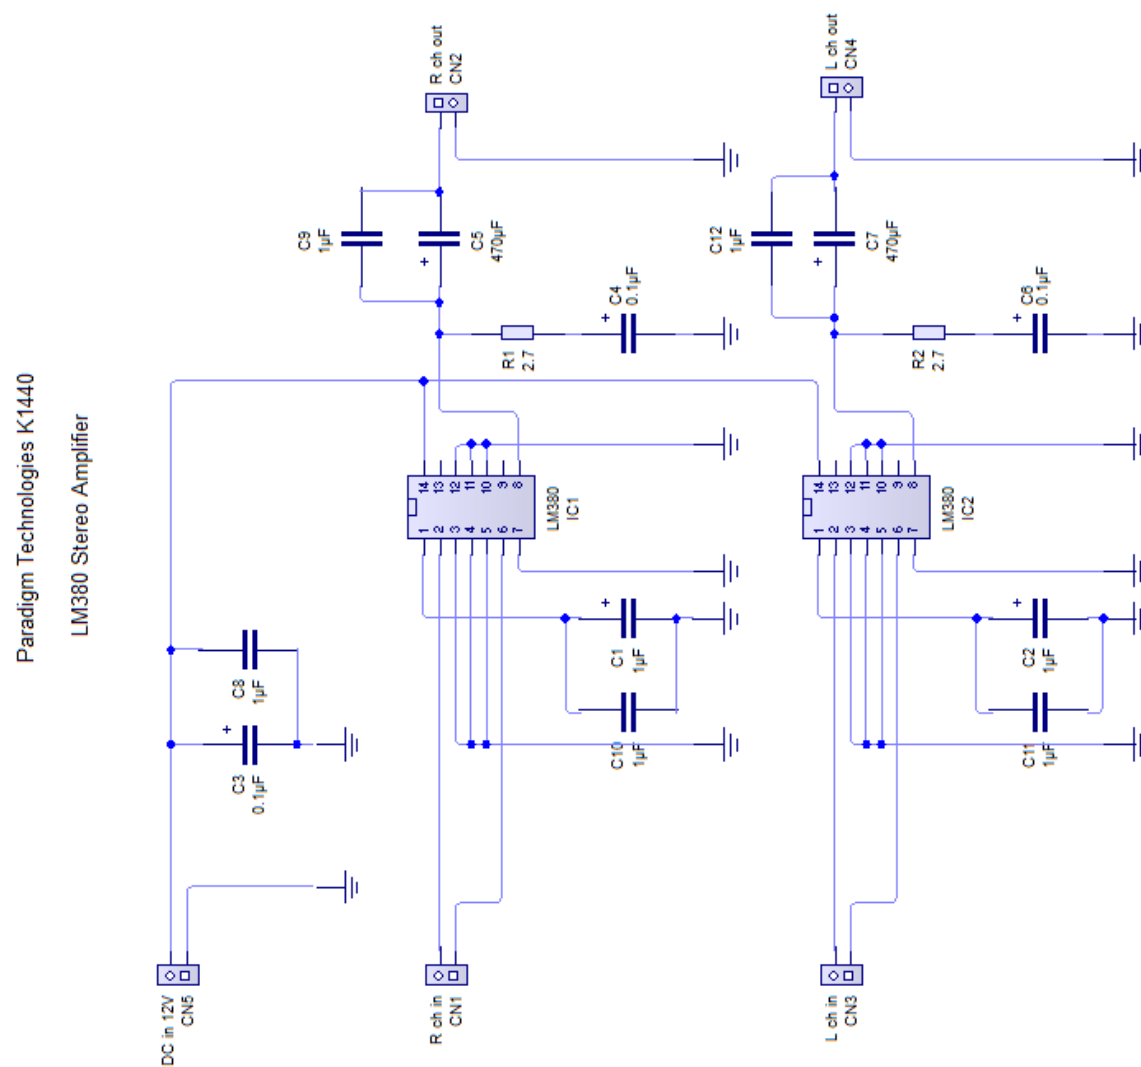 Paradigm Technologies K1440
LM380 Stereo Amplifier
DC in 12V
CN5
C3
0.1µF
+
C8
1µF
R ch in
CN1
1
2
3
4
5
6
7
14
13
12
11
10
9
8
LM380
IC1
C10
1µF
C1
1µF
+
R1
2.7
C4
0.1µF
+
C9
1µF
C5
470µF
+
R ch out
CN2
L ch in
CN3
1
2
3
4
5
6
7
14
13
12
11
10
9
8
LM380
IC2
C11
1µF
C2
1µF
+
R2
2.7
C6
0.1µF
+
C12
1µF
C7
470µF
+
L ch out
CN4